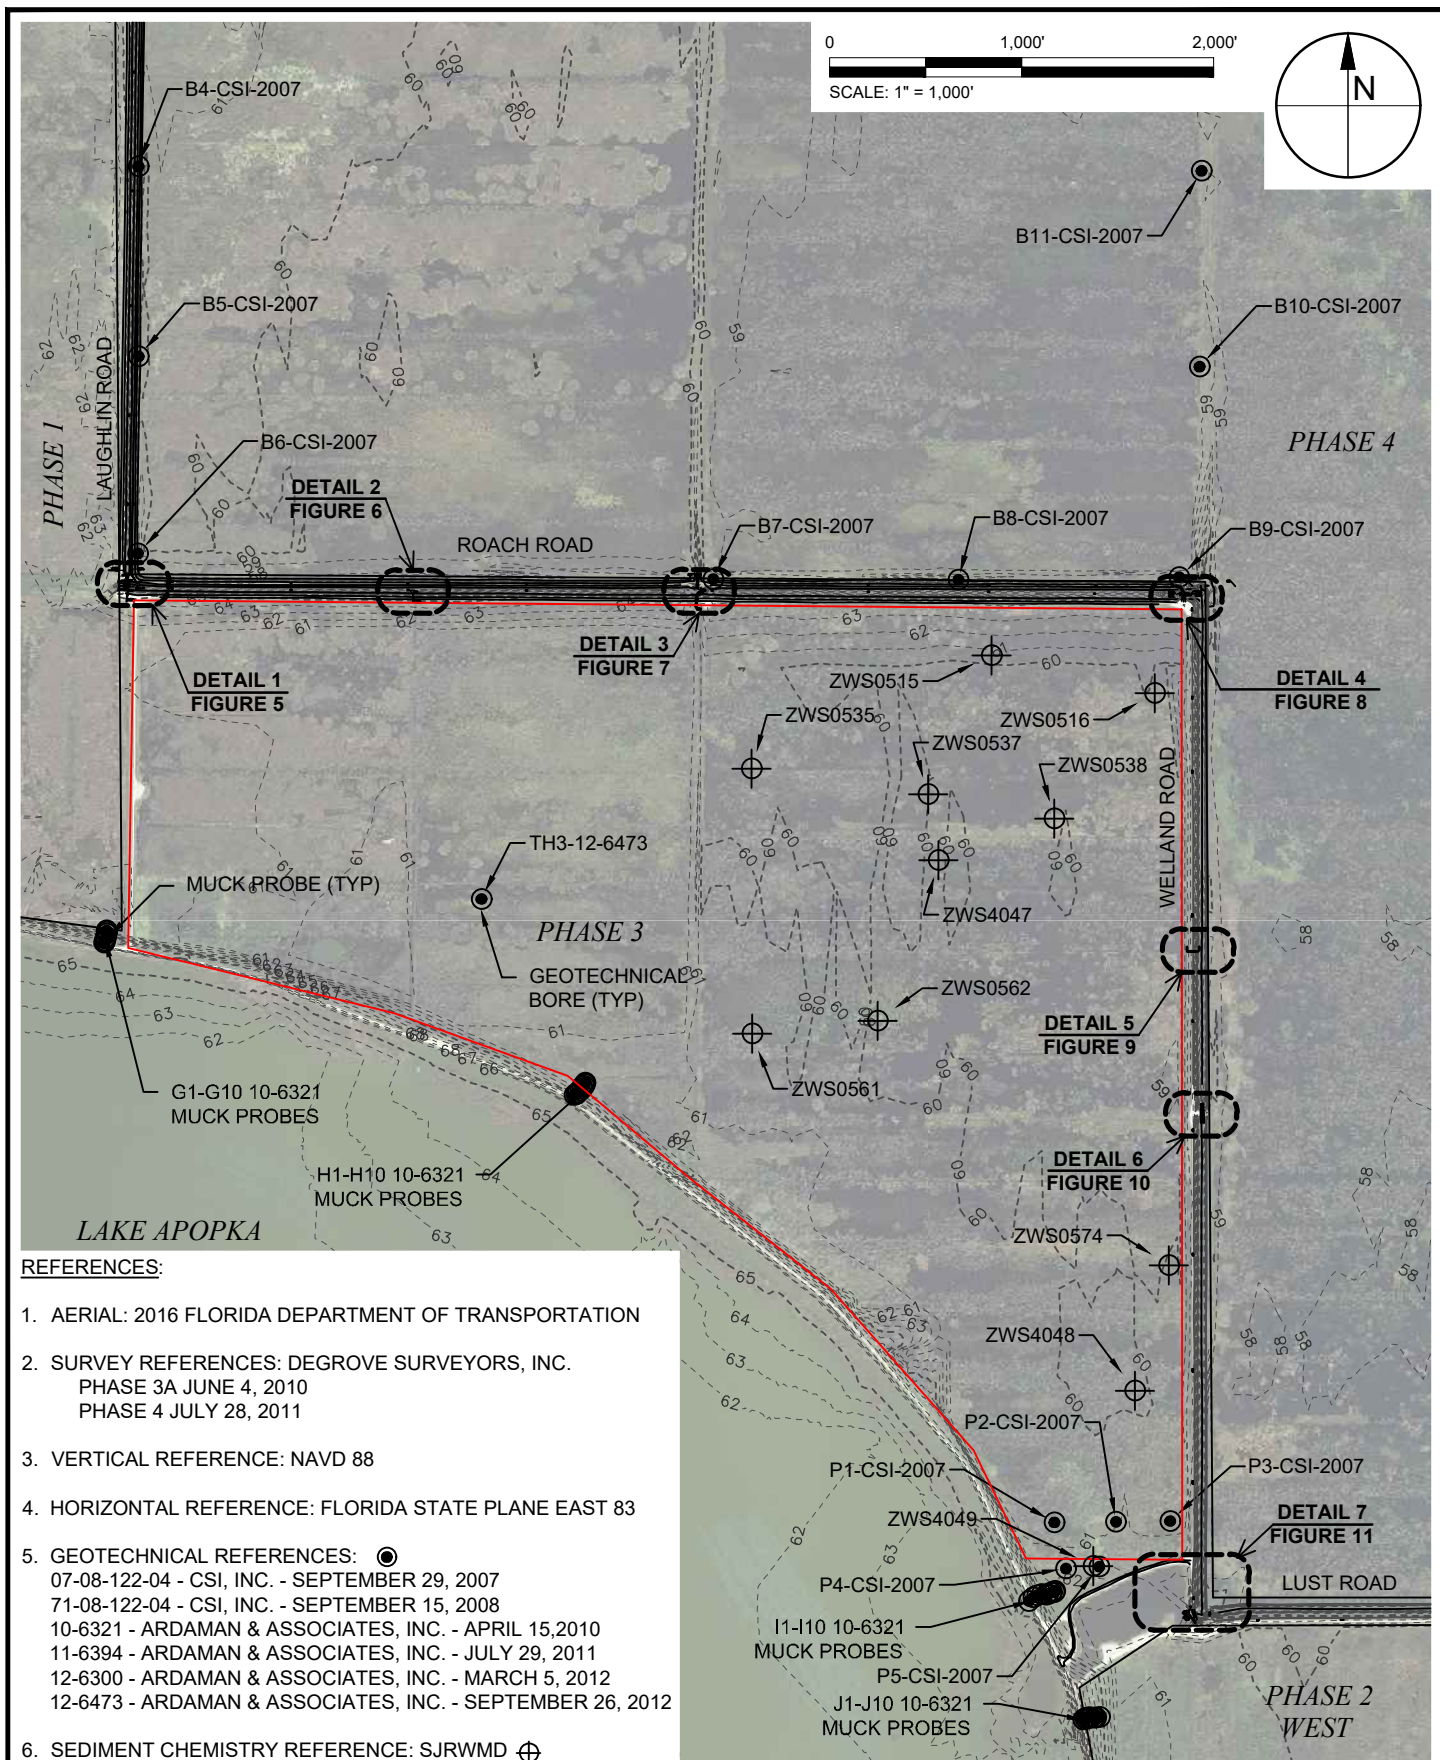 0 1,000' 2,000'
SCALE: 1" = 1,000'
N
B4-CSI-2007
B11-CSI-2007
B5-CSI-2007
B10-CSI-2007
PHASE 1
LAUGHLIN ROAD
B6-CSI-2007
PHASE 4
DETAIL 2
FIGURE 6
ROACH ROAD
B7-CSI-2007
B8-CSI-2007
B9-CSI-2007
DETAIL 1
FIGURE 5
DETAIL 3
FIGURE 7
ZWS0515
ZWS0516
DETAIL 4
FIGURE 8
ZWS0535
ZWS0537
ZWS0538
WELLAND ROAD
TH3-12-6473
MUCK PROBE (TYP)
ZWS4047
PHASE 3
GEOTECHNICAL
BORE (TYP)
ZWS0562
DETAIL 5
FIGURE 9
G1-G10 10-6321
MUCK PROBES
ZWS0561
H1-H10 10-6321
MUCK PROBES
DETAIL 6
FIGURE 10
LAKE APOPKA
ZWS0574
ZWS4048
P2-CSI-2007
P1-CSI-2007
P3-CSI-2007
ZWS4049
DETAIL 7
FIGURE 11
P4-CSI-2007
LUST ROAD
I1-I10 10-6321
MUCK PROBES
P5-CSI-2007
J1-J10 10-6321
MUCK PROBES
PHASE 2
WEST
REFERENCES:
1. AERIAL: 2016 FLORIDA DEPARTMENT OF TRANSPORTATION
2. SURVEY REFERENCES: DEGROVE SURVEYORS, INC.
PHASE 3A JUNE 4, 2010
PHASE 4 JULY 28, 2011
3. VERTICAL REFERENCE: NAVD 88
4. HORIZONTAL REFERENCE: FLORIDA STATE PLANE EAST 83
5. GEOTECHNICAL REFERENCES:
07-08-122-04 - CSI, INC. - SEPTEMBER 29, 2007
71-08-122-04 - CSI, INC. - SEPTEMBER 15, 2008
10-6321 - ARDAMAN & ASSOCIATES, INC. - APRIL 15,2010
11-6394 - ARDAMAN & ASSOCIATES, INC. - JULY 29, 2011
12-6300 - ARDAMAN & ASSOCIATES, INC. - MARCH 5, 2012
12-6473 - ARDAMAN & ASSOCIATES, INC. - SEPTEMBER 26, 2012
6. SEDIMENT CHEMISTRY REFERENCE: SJRWMD